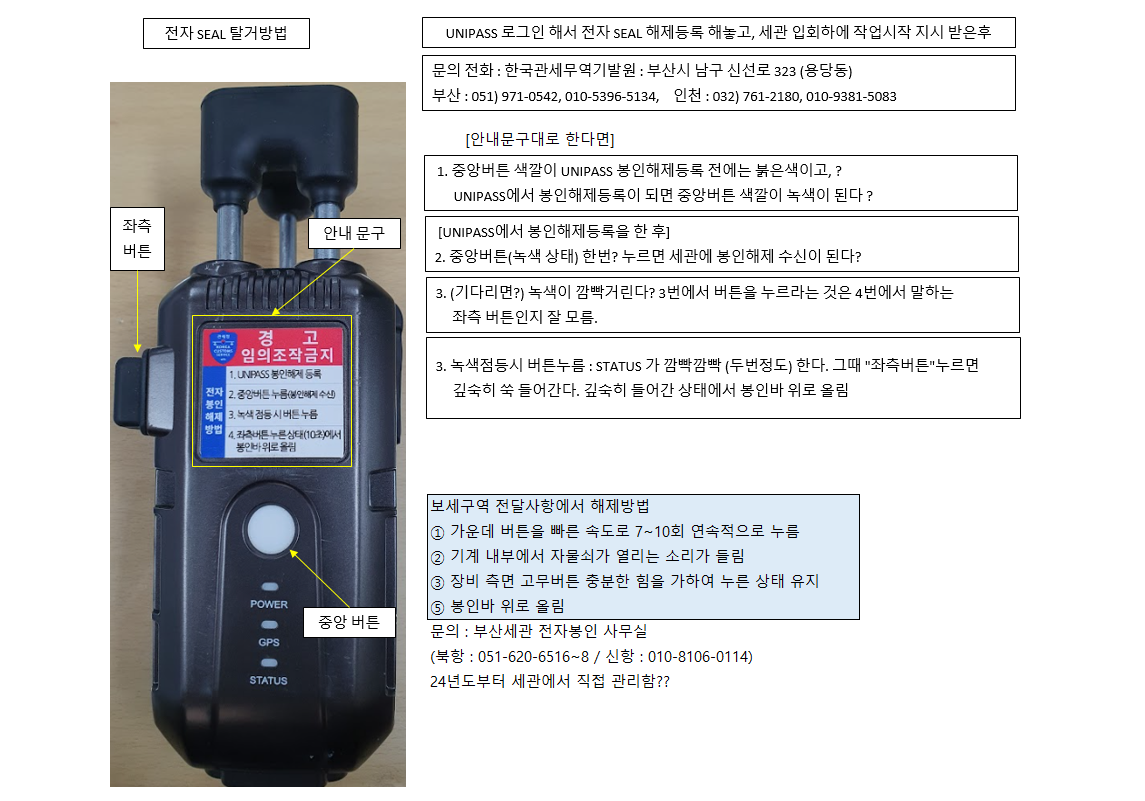 전자 SEAL 탈거방법
UNIPASS 로그인 해서 전자 SEAL 해제등록 해놓고, 세관 입회하에 작업시작 지시 받은후
문의 전화 : 한국관세무역기발원 : 부산시 남구 신선로 323 (용당동)
부산 : 051) 971-0542, 010-5396-5134, 인천 : 032) 761-2180, 010-9381-5083
[안내문구대로 한다면]
1. 중앙버튼 색깔이 UNIPASS 봉인해제등록 전에는 붉은색이고, ?
UNIPASS에서 봉인해제등록이 되면 중앙버튼 색깔이 녹색이 된다 ?
[UNIPASS에서 봉인해제등록을 한 후]
2. 중앙버튼(녹색 상태) 한번? 누르면 세관에 봉인해제 수신이 된다?
3. (기다리면?) 녹색이 깜빡거린다? 3번에서 버튼을 누르라는 것은 4번에서 말하는
좌측 버튼인지 잘 모름.
3. 녹색점등시 버튼누름 : STATUS 가 깜빡깜빡 (두번정도) 한다. 그때 "좌측버튼"누르면
깊숙히 쑥 들어간다. 깊숙히 들어간 상태에서 봉인바 위로 올림
보세구역 전달사항에서 해제방법
① 가운데 버튼을 빠른 속도로 7~10회 연속적으로 누름
② 기계 내부에서 자물쇠가 열리는 소리가 들림
③ 장비 측면 고무버튼 충분한 힘을 가하여 누른 상태 유지
⑤ 봉인바 위로 올림
문의 : 부산세관 전자봉인 사무실
(북항 : 051-620-6516~8 / 신항 : 010-8106-0114)
24년도부터 세관에서 직접 관리함??
좌측
버튼
안내 문구
경 고
임의조작금지
전자
봉인
해제
방법
1. UNIPASS 봉인해제 등록
2. 중앙버튼 누름(봉인해제 수신)
3. 녹색 점등 시 버튼 누름
4. 좌측버튼 누른 상태(10초)에서
봉인바 위로 올림
중앙 버튼
POWER
GPS
STATUS